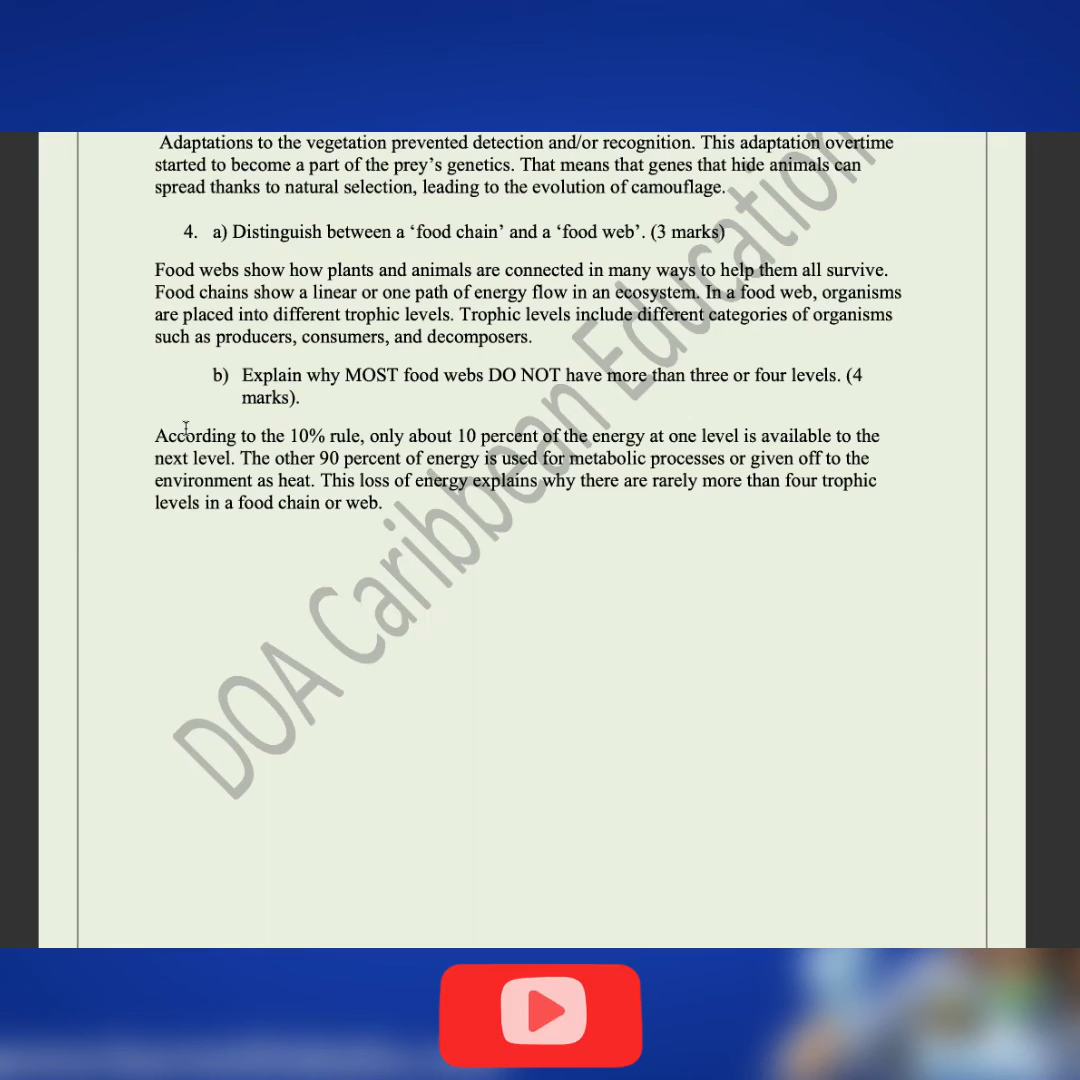 Adaptations to the vegetation prevented detection and/or recognition. This adaptation overtime
started to become a part of the prey's genetics. That means that genes that hide animals can
spread thanks to natural selection, leading to the evolution of camouflage.
4. a) Distinguish between a ‘food chain’ and a ‘food web’. (3 marks)
Food webs show how plants and animals are connected in many ways to help them all survive.
Food chains show a linear or one path of energy flow in an ecosystem. In a food web, organisms
are placed into different trophic levels. Trophic levels include different categories of organisms
such as producers, consumers, and decomposers.
b) Explain why MOST food webs DO NOT have more than three or four levels. (4
marks).
According to the 10% rule, only about 10 percent of the energy at one level is available to the
next level. The other 90 percent of energy is used for metabolic processes or given off to the
environment as heat. This loss of energy explains why there are rarely more than four trophic
levels in a food chain or web.
DOA Caribbean Education